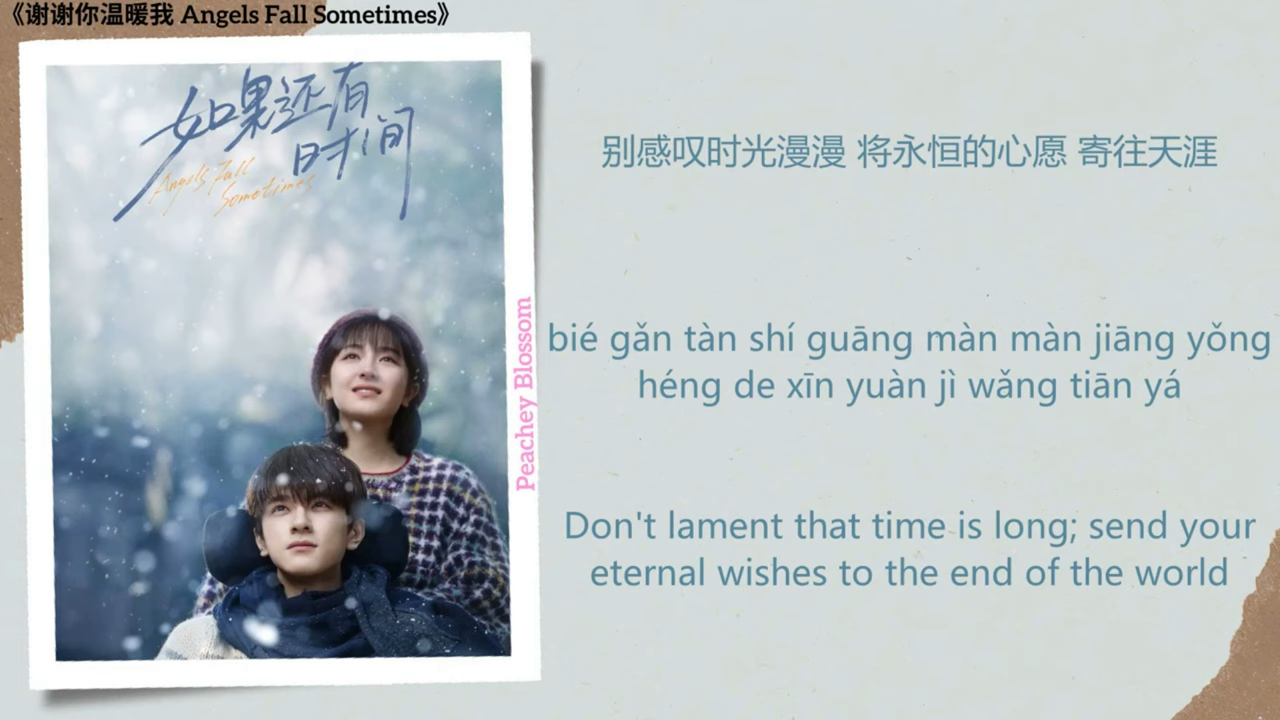 《谢谢你温暖我 Angels Fall Sometimes》
如果还有
时间
Angels Fall
Sometimes
Peachey Blossom
别感叹时光漫漫 将永恒的心愿 寄往天涯
bié gǎn tàn shí guāng màn màn jiāng yǒng
héng de xīn yuàn jì wǎng tiān yá
Don't lament that time is long; send your
eternal wishes to the end of the world